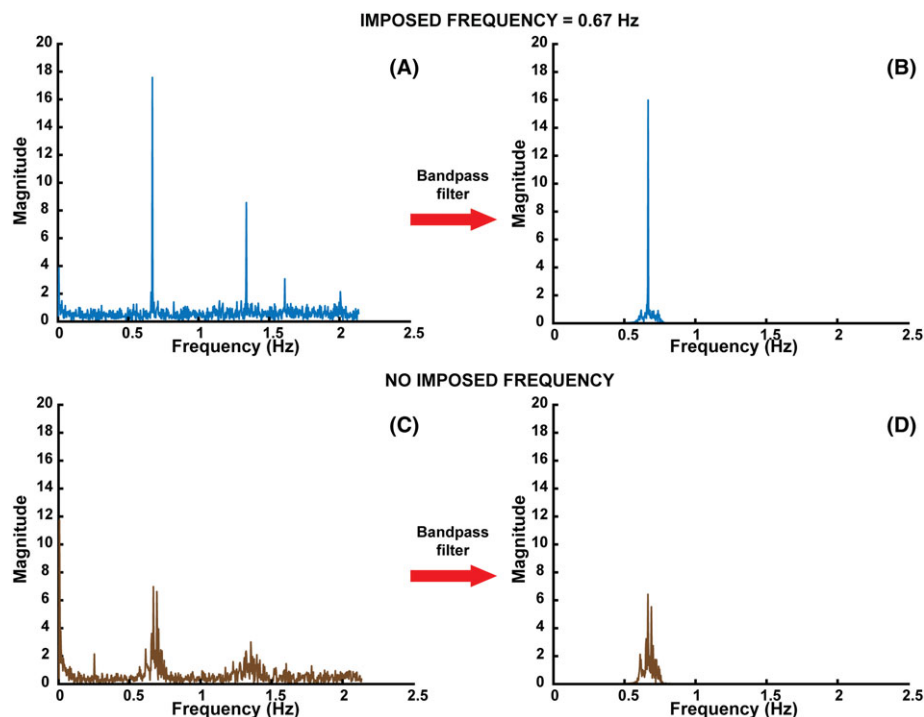 IMPOSED FREQUENCY = 0.67 Hz
(A)
20
18
16
14
12
10
8
6
4
2
0
Magnitude
0 0.5 1 1.5 2 2.5
Frequency (Hz)
Bandpass
filter
(B)
20
18
16
14
12
10
8
6
4
2
0
Magnitude
0 0.5 1 1.5 2 2.5
Frequency (Hz)
NO IMPOSED FREQUENCY
(C)
20
18
16
14
12
10
8
6
4
2
0
Magnitude
0 0.5 1 1.5 2 2.5
Frequency (Hz)
Bandpass
filter
(D)
20
18
16
14
12
10
8
6
4
2
0
Magnitude
0 0.5 1 1.5 2 2.5
Frequency (Hz)